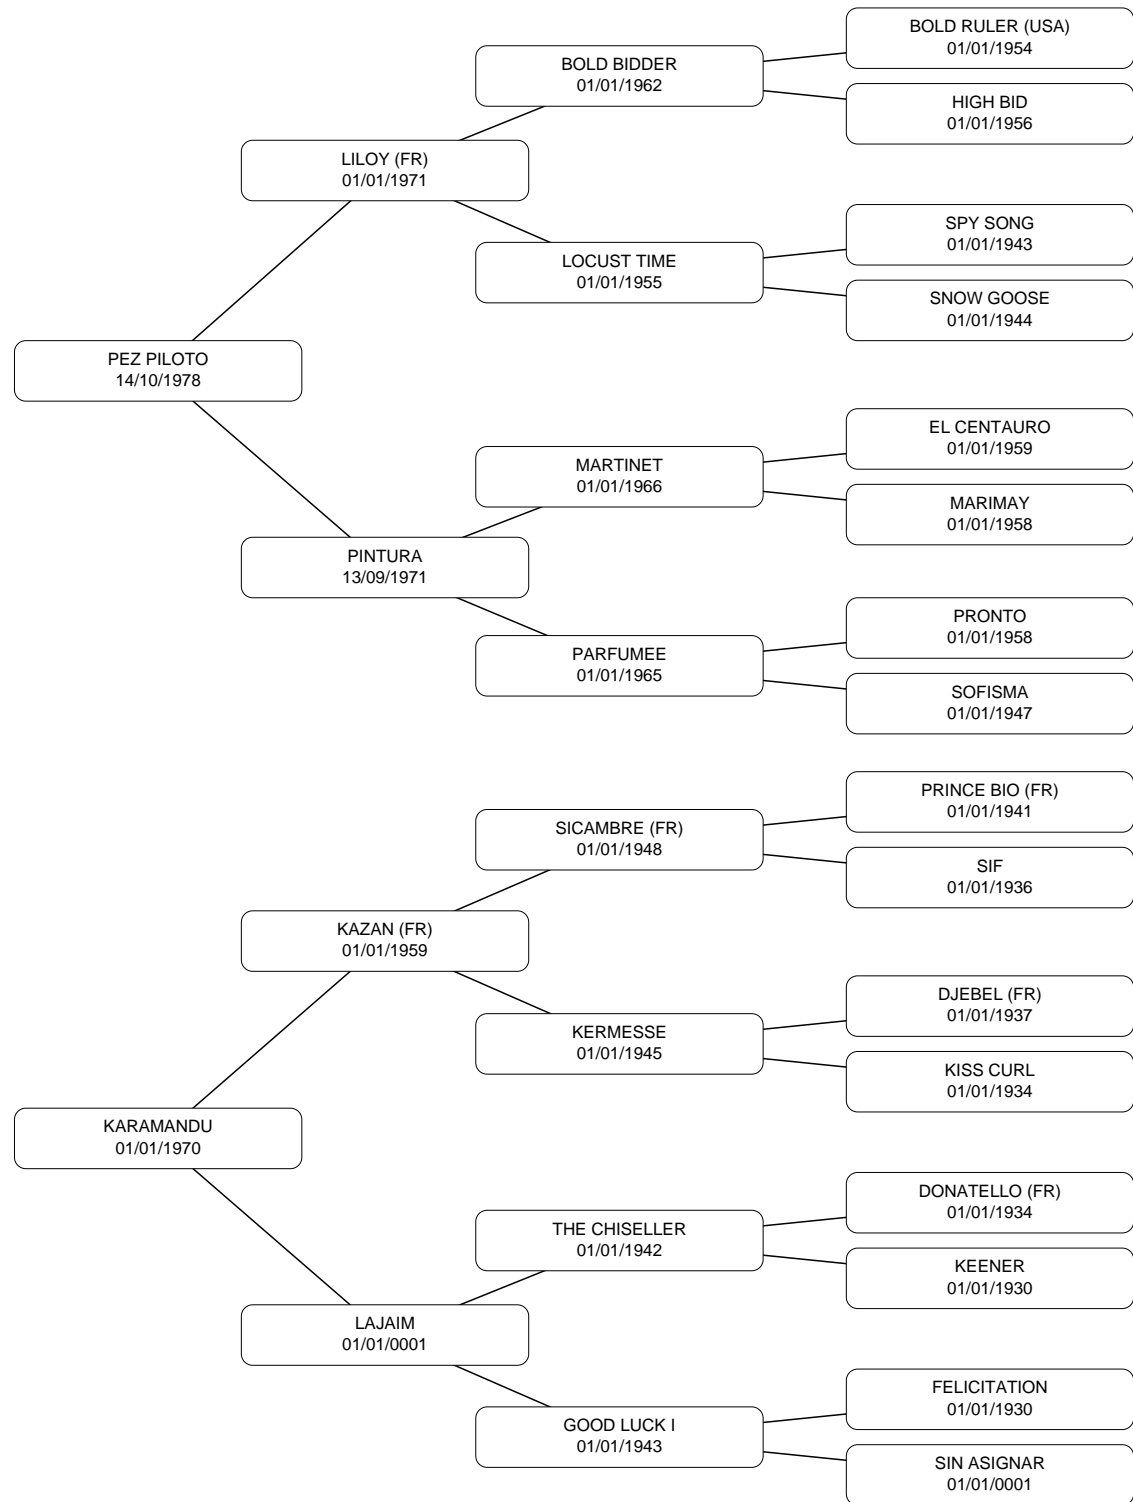 BOLD RULER (USA)
01/01/1954
BOLD BIDDER
01/01/1962
HIGH BID
01/01/1956
LILOY (FR)
01/01/1971
SPY SONG
01/01/1943
LOCUST TIME
01/01/1955
SNOW GOOSE
01/01/1944
PEZ PILOTO
14/10/1978
EL CENTAURO
01/01/1959
MARTINET
01/01/1966
MARIMAY
01/01/1958
PINTURA
13/09/1971
PRONTO
01/01/1958
PARFUMEE
01/01/1965
SOFISMA
01/01/1947
PRINCE BIO (FR)
01/01/1941
SICAMBRE (FR)
01/01/1948
SIF
01/01/1936
KAZAN (FR)
01/01/1959
DJEBEL (FR)
01/01/1937
KERMESSE
01/01/1945
KISS CURL
01/01/1934
KARAMANDU
01/01/1970
DONATELLO (FR)
01/01/1934
THE CHISELLER
01/01/1942
KEENER
01/01/1930
LAJAIM
01/01/0001
FELICITATION
01/01/1930
GOOD LUCK I
01/01/1943
SIN ASIGNAR
01/01/0001